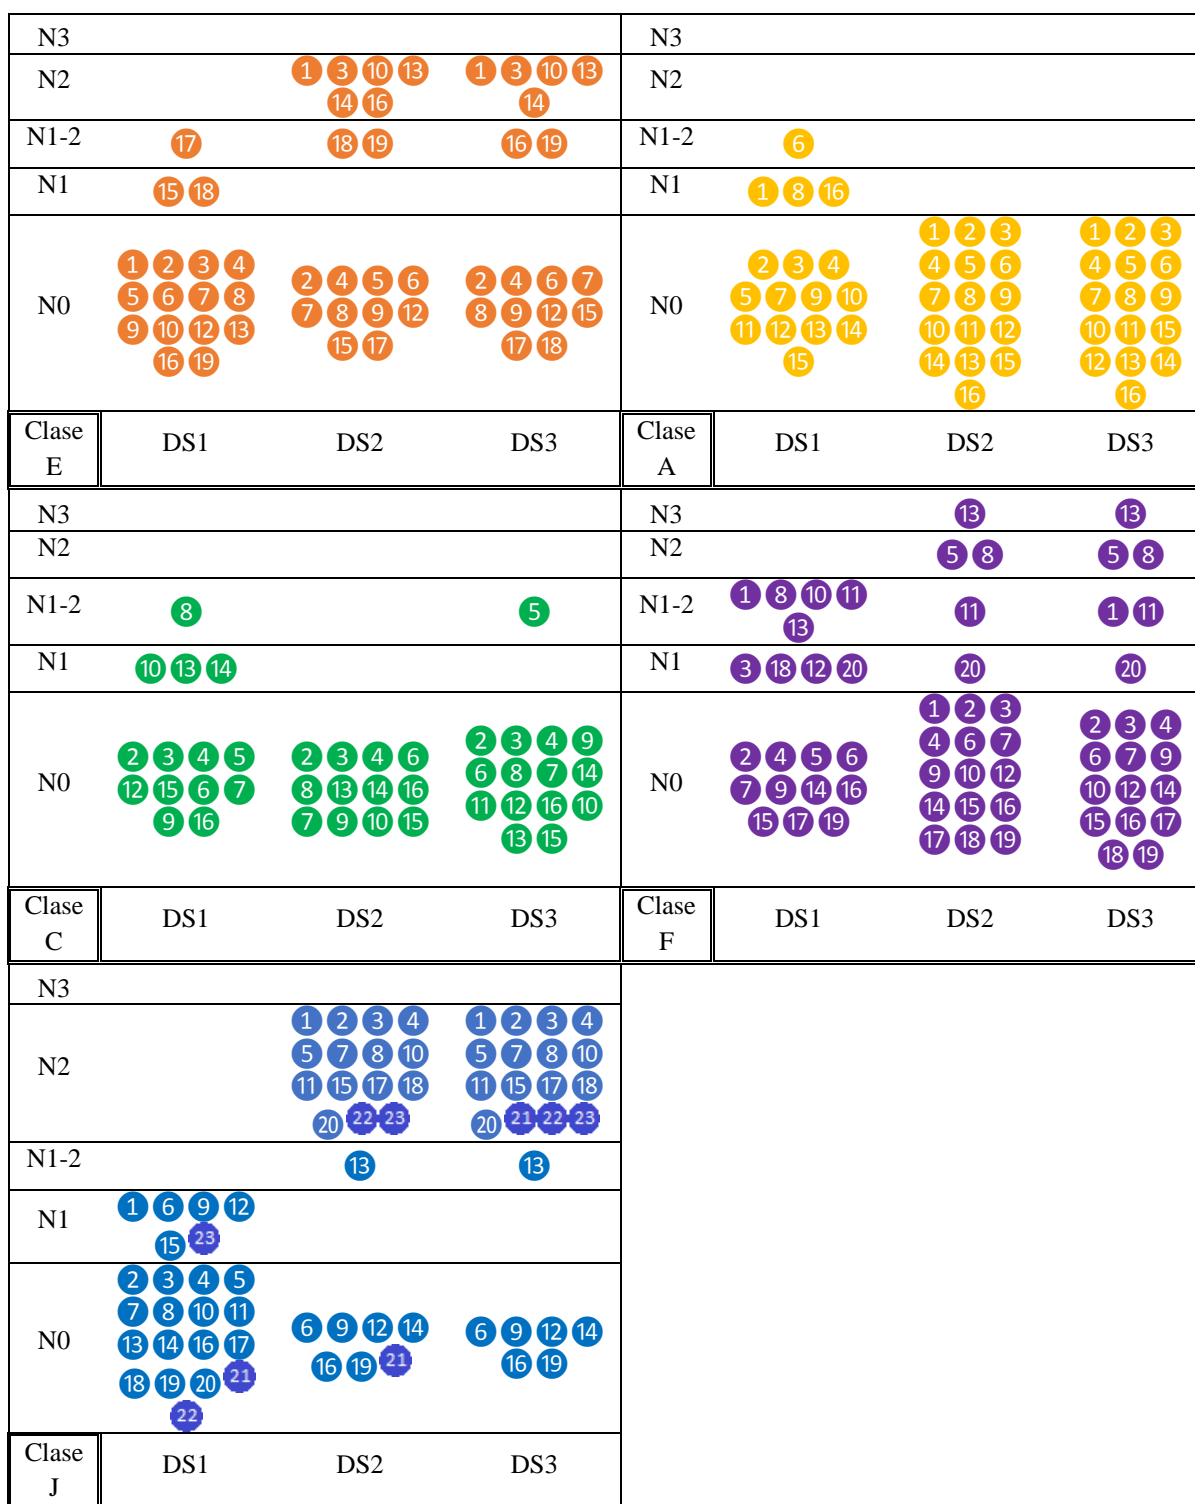 N3
N2 1 3 10 13 1 3 10 13
14 16 14
N1-2 17 18 19 16 19
N1 15 18
1 2 3 4
2 4 5 6 2 4 6 7
5 6 7 8
N0 7 8 9 12 8 9 12 15
9 10 12 13
15 17 17 18
16 19
Clase E DS1 DS2 DS3
N3
N2
N1-2 6
N1 1 8 16
1 2 3 1 2 3
2 3 4 4 5 6 4 5 6
N0 5 7 9 10 7 8 9 7 8 9
11 12 13 14 10 11 12 10 11 15
15 14 13 15 12 13 14
16 16
Clase A DS1 DS2 DS3
N3
N2
N1-2 8 5
N1 10 13 14
2 3 4 5 2 3 4 6 2 3 4 9
6 8 7 14
N0 12 15 6 7 8 13 14 16 11 12 16 10
9 16 7 9 10 15 13 15
Clase C DS1 DS2 DS3
N3 13 13
N2 5 8 5 8
N1-2 1 8 10 11 11 1 11
13
N1 3 18 12 20 20 20
1 2 3 2 3 4
2 4 5 6 4 6 7 6 7 9
N0 7 9 14 16 9 10 12 10 12 14
15 17 19 14 15 16 15 16 17
17 18 19 18 19
Clase F DS1 DS2 DS3
N3
1 2 3 4 1 2 3 4
N2 5 7 8 10 5 7 8 10
11 15 17 18 11 15 17 18
20 22 23 20 21 22 23
N1-2 13 13
N1 1 6 9 12
15 23
2 3 4 5
7 8 10 11 6 9 12 14 6 9 12 14
N0 13 14 16 17 16 19 21 16 19
18 19 20 21
22
Clase J DS1 DS2 DS3